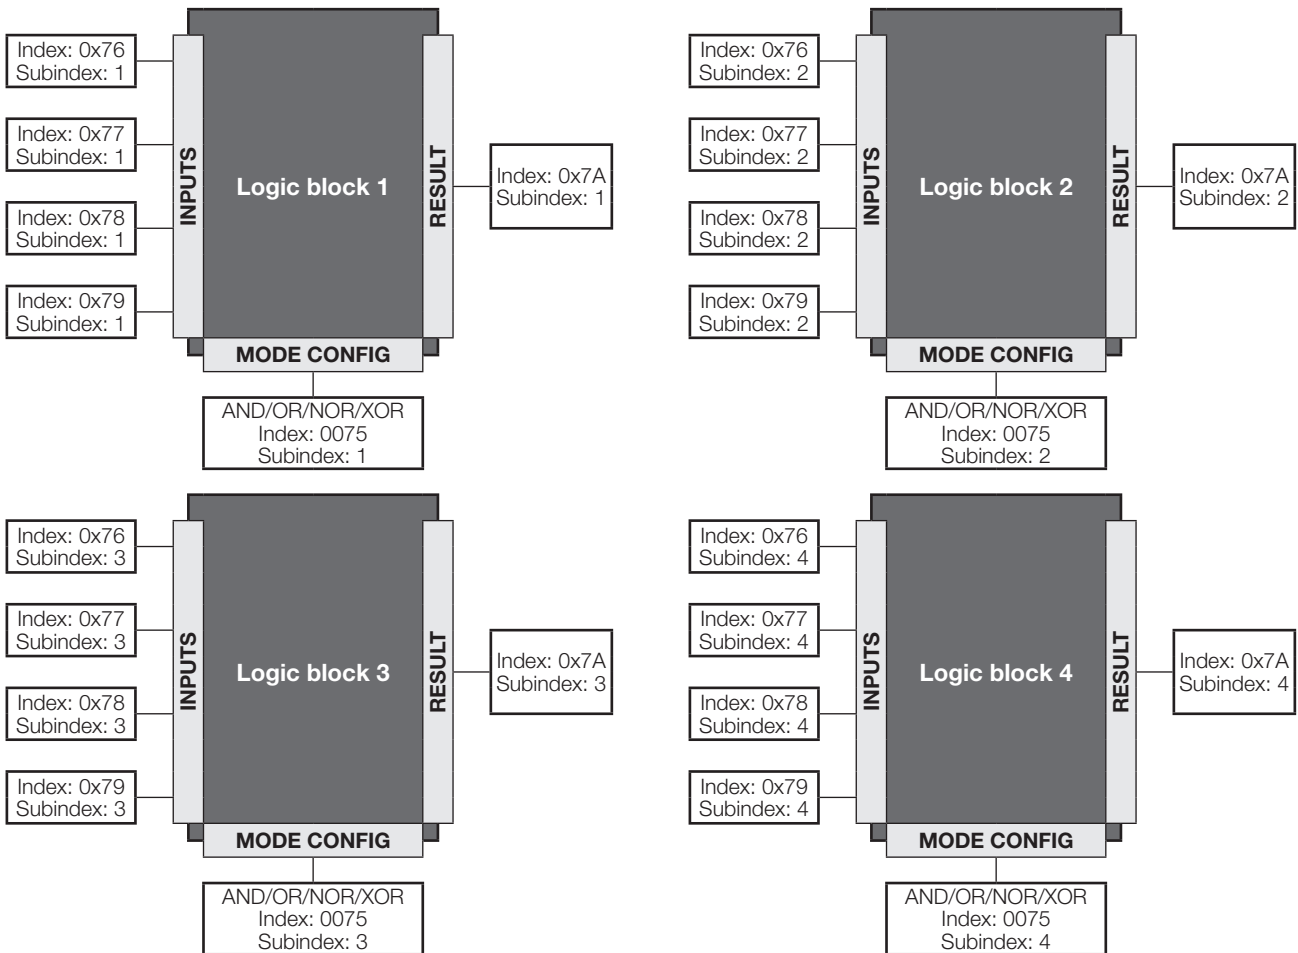 Index: 0x76
Subindex: 1
Index: 0x77
Subindex: 1
Index: 0x78
Subindex: 1
Index: 0x79
Subindex: 1
INPUTS
Logic block 1
RESULT
Index: 0x7A
Subindex: 1
MODE CONFIG
AND/OR/NOR/XOR
Index: 0075
Subindex: 1
Index: 0x76
Subindex: 2
Index: 0x77
Subindex: 2
Index: 0x78
Subindex: 2
Index: 0x79
Subindex: 2
INPUTS
Logic block 2
RESULT
Index: 0x7A
Subindex: 2
MODE CONFIG
AND/OR/NOR/XOR
Index: 0075
Subindex: 2
Index: 0x76
Subindex: 3
Index: 0x77
Subindex: 3
Index: 0x78
Subindex: 3
Index: 0x79
Subindex: 3
INPUTS
Logic block 3
RESULT
Index: 0x7A
Subindex: 3
MODE CONFIG
AND/OR/NOR/XOR
Index: 0075
Subindex: 3
Index: 0x76
Subindex: 4
Index: 0x77
Subindex: 4
Index: 0x78
Subindex: 4
Index: 0x79
Subindex: 4
INPUTS
Logic block 4
RESULT
Index: 0x7A
Subindex: 4
MODE CONFIG
AND/OR/NOR/XOR
Index: 0075
Subindex: 4